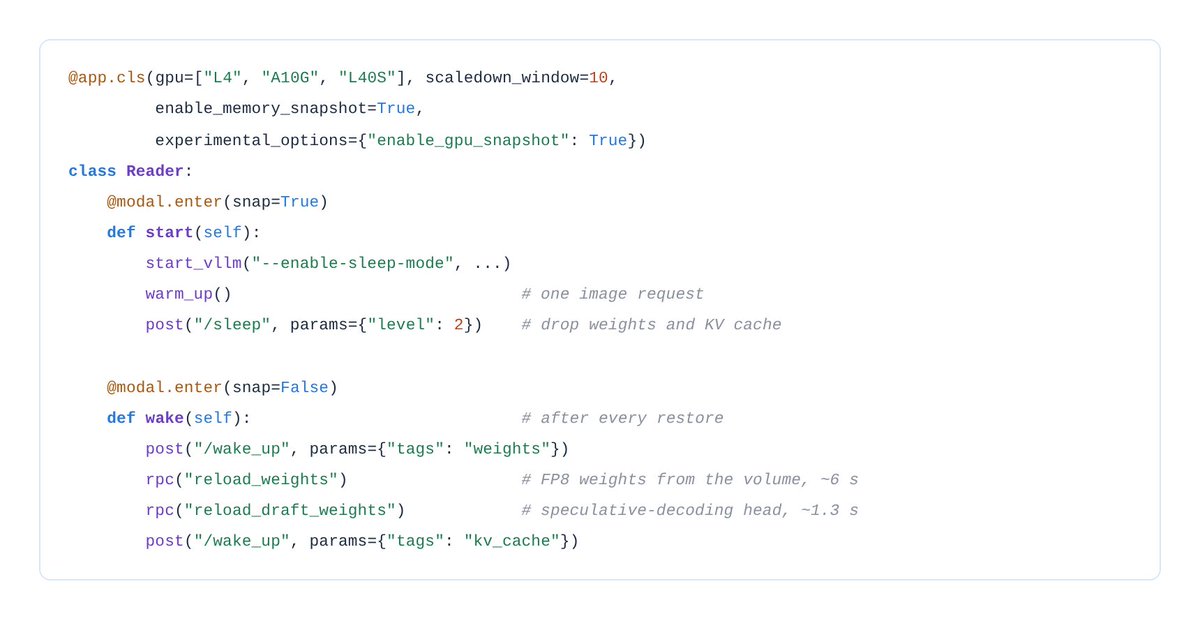 @app.cls(gpu=["L4", "A10G", "L40S"], scaledown_window=10,
         enable_memory_snapshot=True,
         experimental_options={"enable_gpu_snapshot": True})
class Reader:
    @modal.enter(snap=True)
    def start(self):
        start_vllm("--enable-sleep-mode", ...)
        warm_up()                              # one image request
        post("/sleep", params={"level": 2})    # drop weights and KV cache

    @modal.enter(snap=False)
    def wake(self):                            # after every restore
        post("/wake_up", params={"tags": "weights"})
        rpc("reload_weights")                  # FP8 weights from the volume, ~6 s
        rpc("reload_draft_weights")            # speculative-decoding head, ~1.3 s
        post("/wake_up", params={"tags": "kv_cache"})